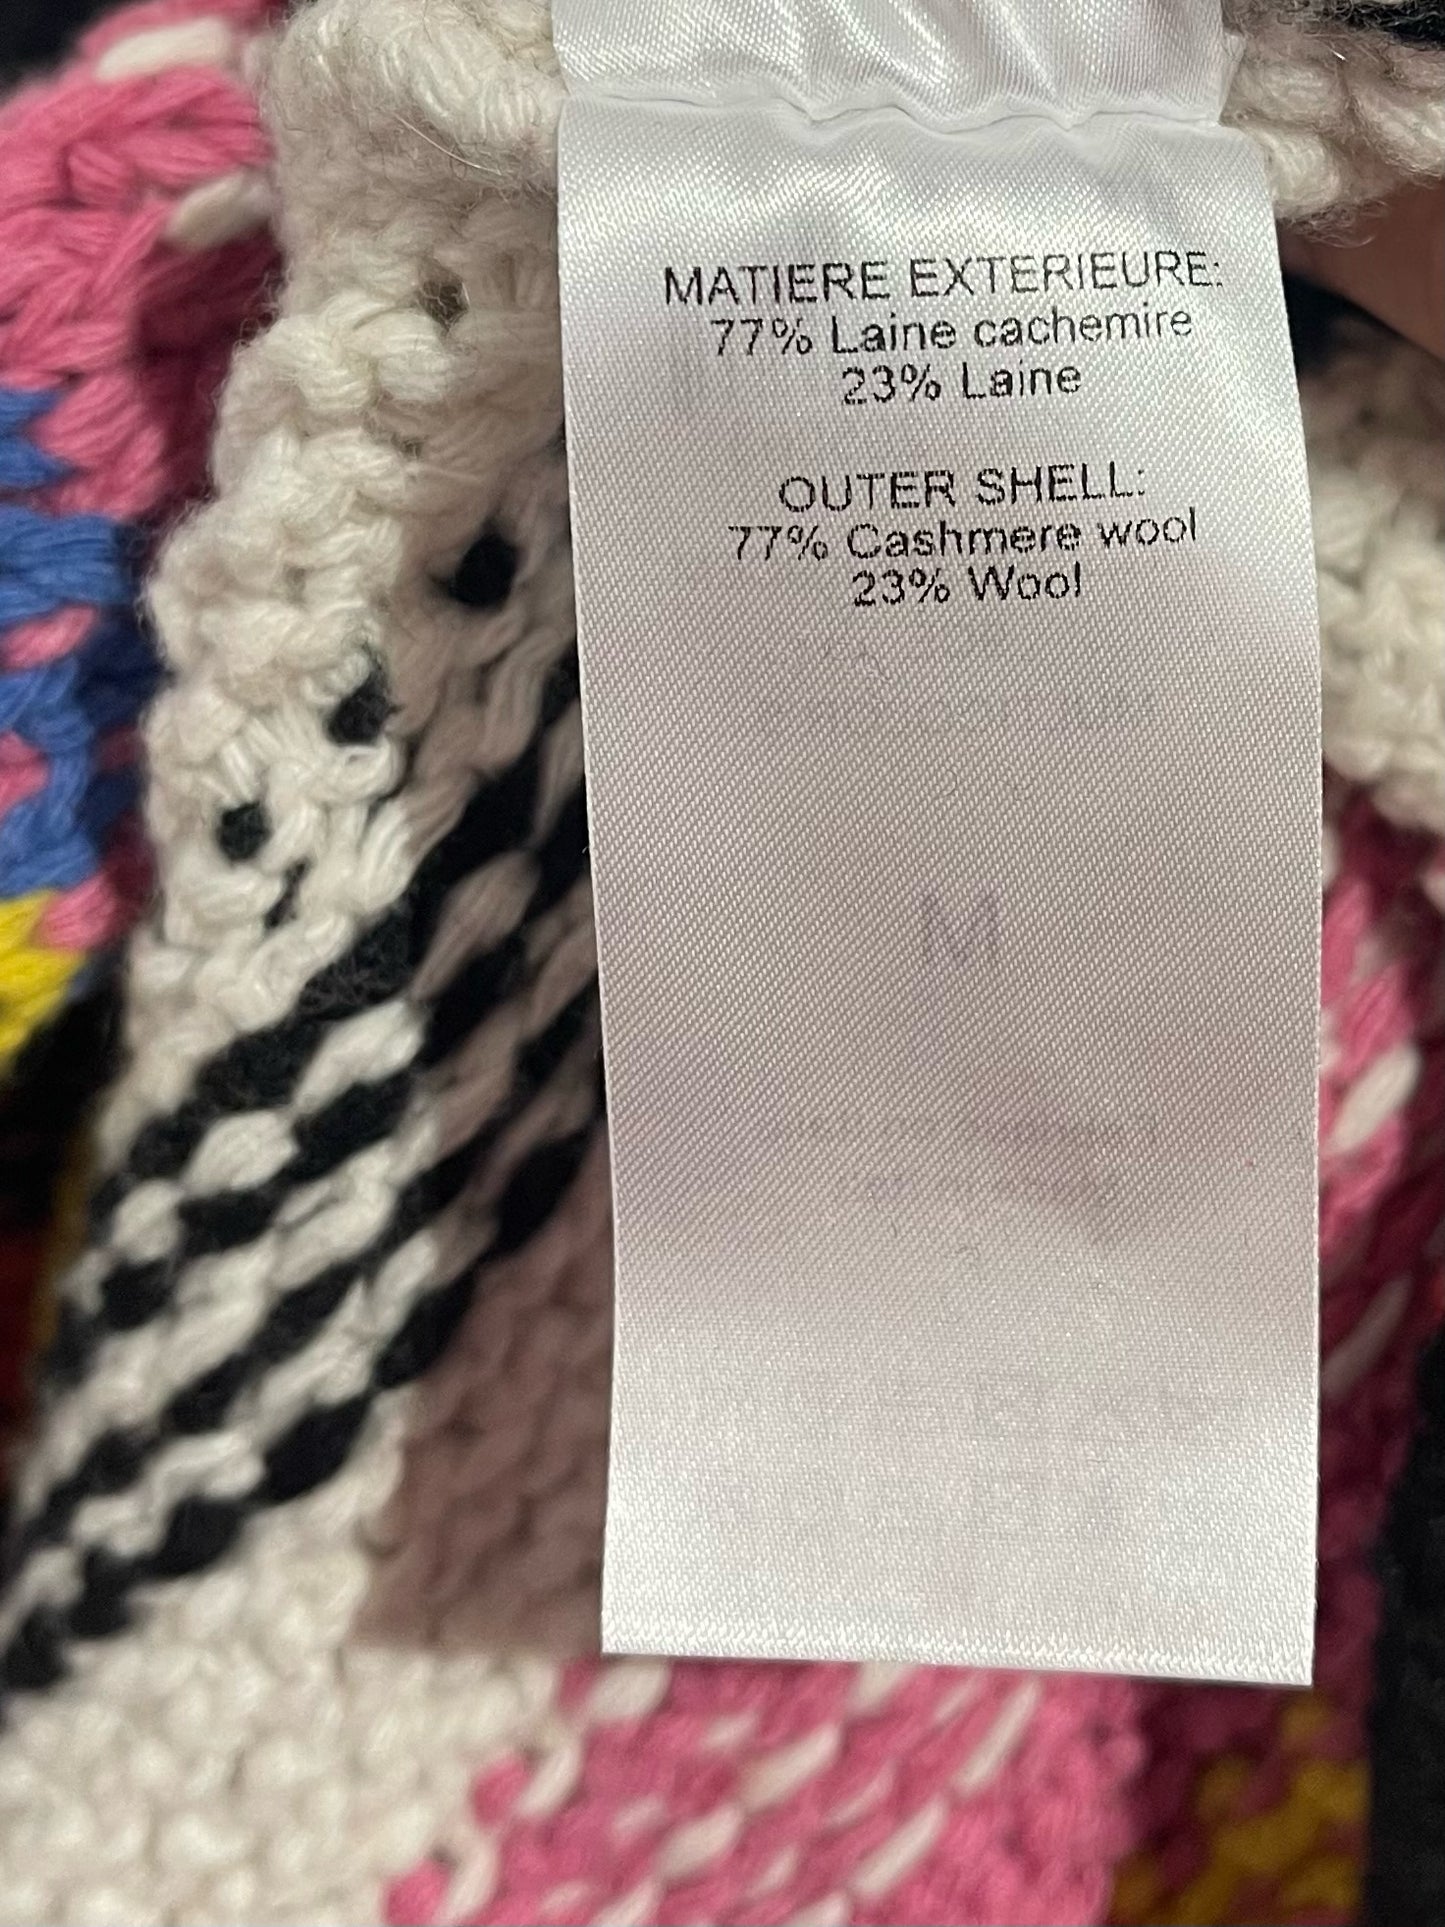 MATIERE EXTERIEURE:
77% Laine cachemire
23% Laine
OUTER SHELL:
77% Cashmere wool
23% Wool
M